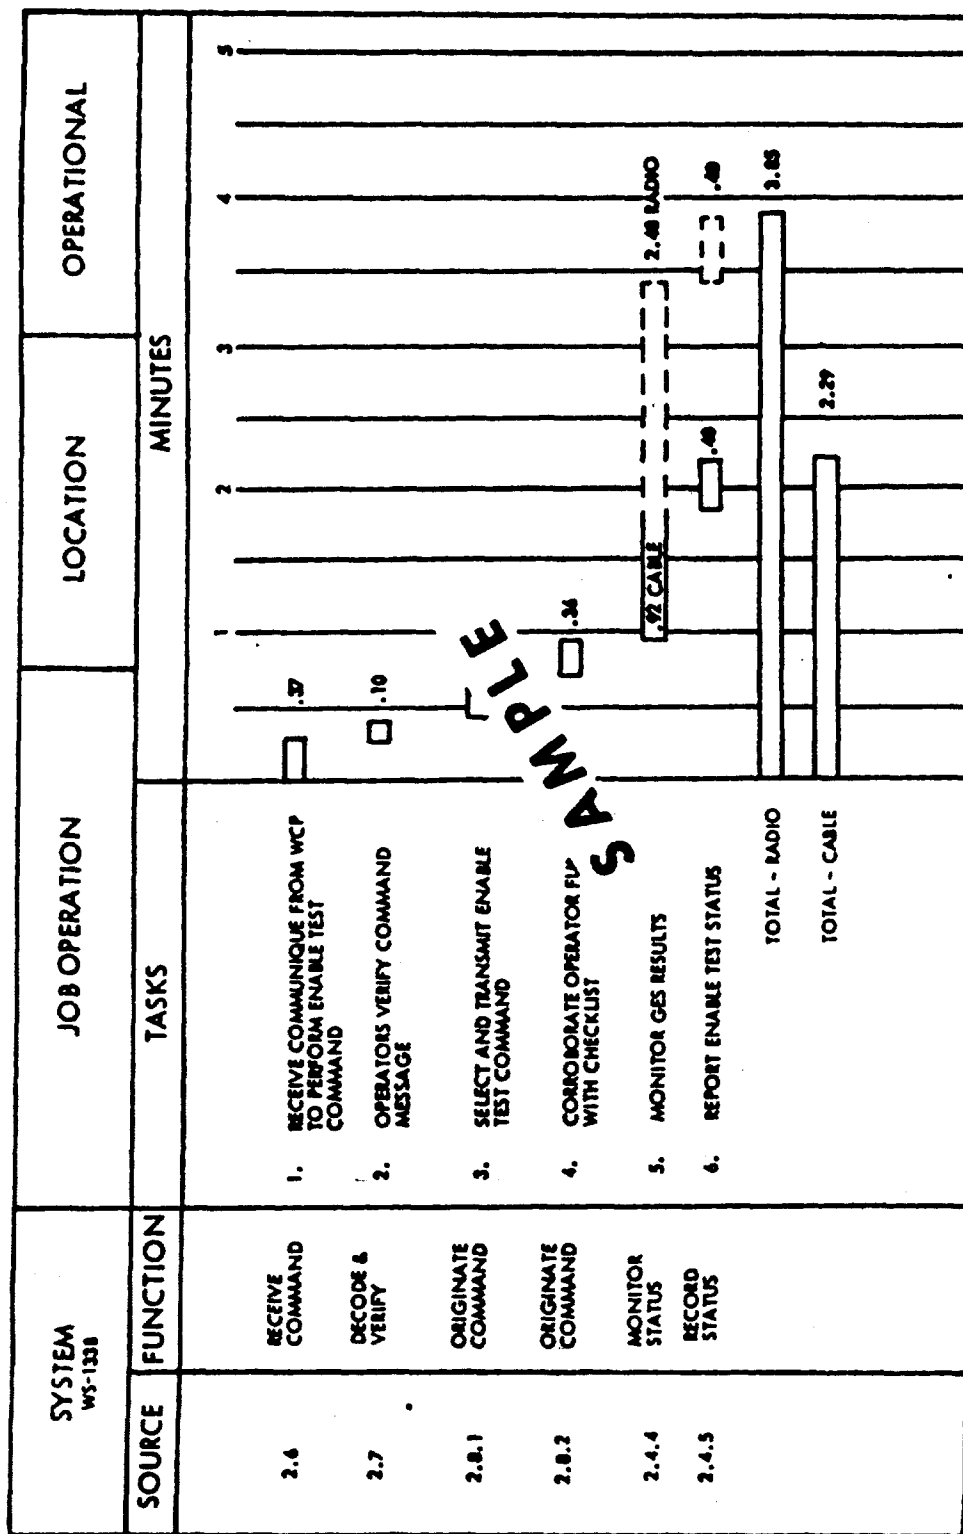 SYSTEM
WS-133B
JOB OPERATION
LOCATION
OPERATIONAL
SOURCE
FUNCTION
TASKS
MINUTES
1
2
3
4
5
2.6
RECEIVE
COMMAND
1. RECEIVE COMMUNIQUE FROM WCP
TO PERFORM ENABLE TEST
COMMAND
.37
2.7
DECODE &
VERIFY
2. OPERATORS VERIFY COMMAND
MESSAGE
.10
2.8.1
ORIGINATE
COMMAND
3. SELECT AND TRANSMIT ENABLE
TEST COMMAND
2.8.2
ORIGINATE
COMMAND
4. CORROBORATE OPERATOR
WITH CHECKLIST
SAMPLE
2.4.4
MONITOR
STATUS
5. MONITOR GES RESULTS
.92 CABLE
2.48 RADIO
2.4.5
RECORD
STATUS
6. REPORT ENABLE TEST STATUS
TOTAL - RADIO
3.85
TOTAL - CABLE
2.29